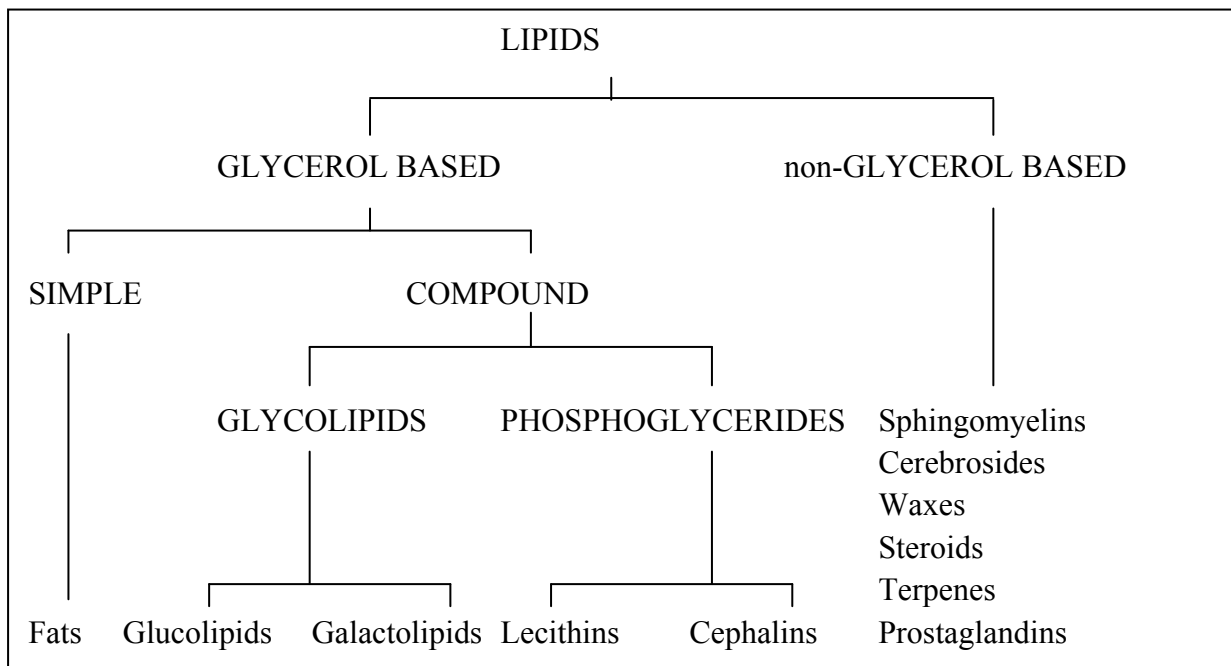 LIPIDS
GLYCEROL BASED non-GLYCEROL BASED
SIMPLE COMPOUND
GLYCOLIPIDS PHOSPHOGLYCERIDES Sphingomyelins
Cerebrosides
Waxes
Steroids
Terpenes
Fats Glucolipids Galactolipids Lecithins Cephalins Prostaglandins